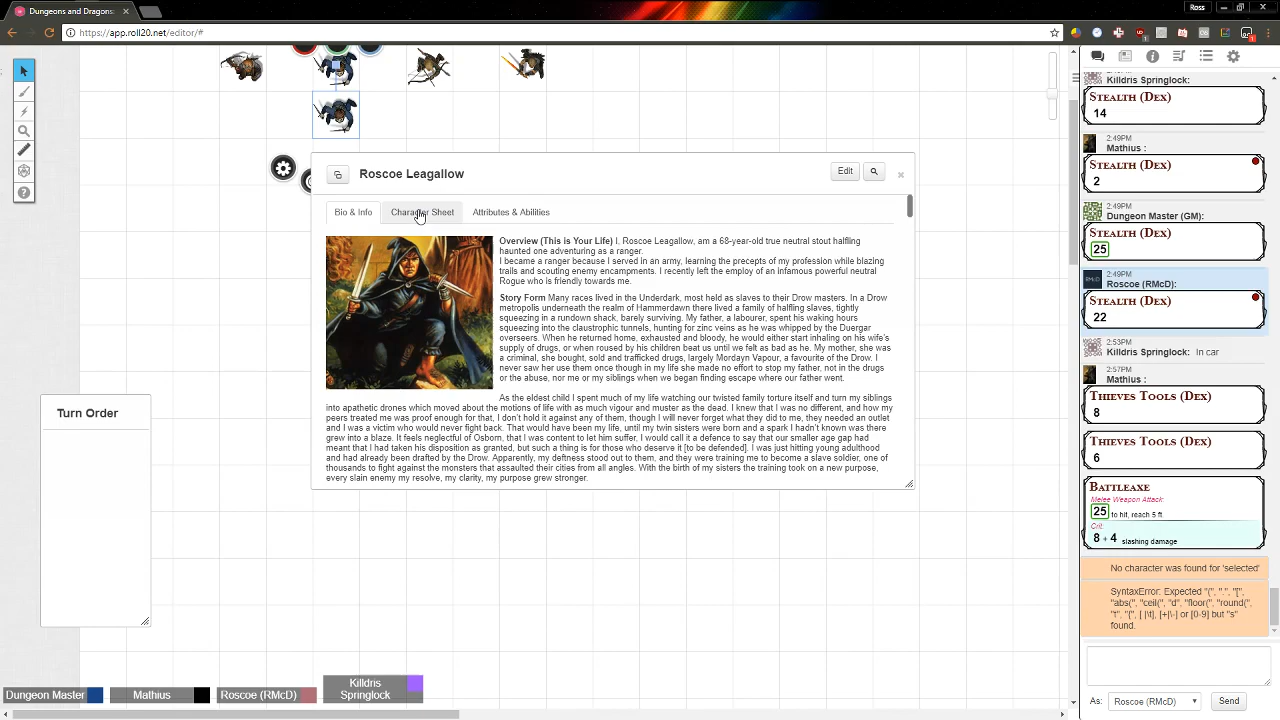 Dungeons and Dragons
Ross
https://app.roll20.net/editor/#
Killdris Springlock:
Stealth (Dex)
14
2:49PM
Mathius :
Stealth (Dex)
2
2:49PM
Dungeon Master (GM):
Stealth (Dex)
25
2:49PM
Roscoe (RMcD):
Stealth (Dex)
22
2:53PM
Killdris Springlock: In car
2:57PM
Mathius :
Thieves Tools (Dex)
8
Thieves Tools (Dex)
6
Battleaxe
Melee Weapon Attack:
25 to hit, reach 5 ft.
Crit:
8 + 4 slashing damage
No character was found for 'selected'
SyntaxError: Expected "(", ".", "[",
"abs(", "ceil(", "d", "floor(", "round(",
"t", "{", [ |\t], [+|\-] or [0-9] but "s"
found.
As: Roscoe (RMcD)
Send
Roscoe Leagallow
Edit
Bio & Info
Character Sheet
Attributes & Abilities
Overview (This is Your Life) I, Roscoe Leagallow, am a 68-year-old true neutral stout halfling
haunted one adventuring as a ranger.
I became a ranger because I served in an army, learning the precepts of my profession while blazing
trails and scouting enemy encampments. I recently left the employ of an infamous powerful neutral
Rogue who is friendly towards me.
Story Form Many races lived in the Underdark, most held as slaves to their Drow masters. In a Drow
metropolis underneath the realm of Hammerdawn there lived a family of halfling slaves, tightly
squeezing in a rundown shack, barely surviving. My father, a labourer, spent his waking hours
squeezing into the claustrophic tunnels, hunting for zinc veins as he was whipped by the Duergar
overseers. When he returned home, exhausted and bloody, he would either start inhaling on his wife's
supply of drugs, or when roused by his children beat us until we felt as bad as he. My mother, she was
a criminal, she bought, sold and trafficked drugs, largely Mordayn Vapour, a favourite of the Drow. I
never saw her use them once though in my life she made no effort to stop my father, not in the drugs
or the abuse, nor me or my siblings when we began finding escape where our father went.
As the eldest child I spent much of my life watching our twisted family torture itself and turn my siblings
into apathetic drones which moved about the motions of life with as much vigour and muster as the dead. I knew that I was no different, and how my
peers treated me was proof enough for that, I don't hold it against any of them, though I will never forget what they did to me, they needed an outlet
and I was a victim who would never fight back. That would have been my life, until my twin sisters were born and a spark I hadn't known was there
grew into a blaze. It feels neglectful of Osborn, that I was content to let him suffer, I would call it a defence to say that our smaller age gap had
meant that I had taken his disposition as granted, but such a thing is for those who deserve it [to be defended]. I was just hitting young adulthood
and had already been drafted by the Drow. Apparently, my deftness stood out to them, and they were training me to become a slave soldier, one of
thousands to fight against the monsters that assaulted their cities from all angles. With the birth of my sisters the training took on a new purpose,
every slain enemy my resolve, my clarity, my purpose grew stronger.
Turn Order
Dungeon Master
Mathius
Roscoe (RMcD)
Killdris
Springlock